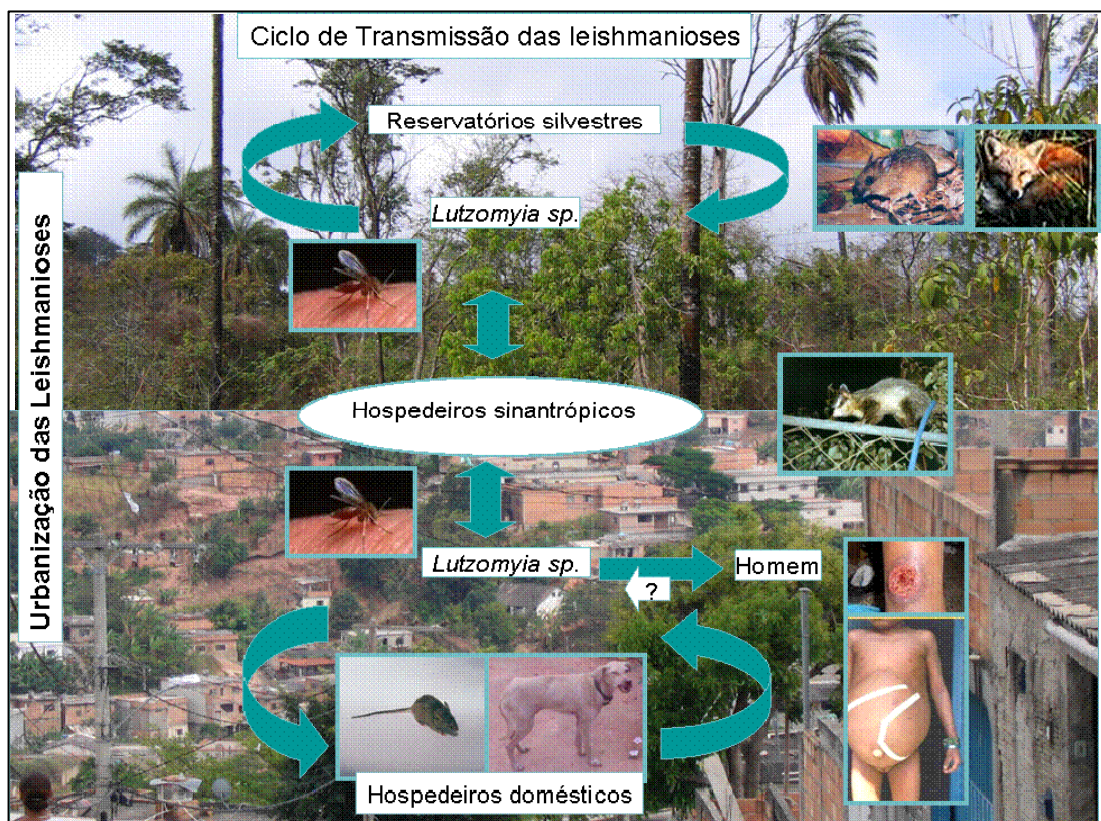 Ciclo de Transmissão das leishmanioses
Reservatórios silvestres
Lutzomyia sp.
Urbanização das Leishmanioses
Hospedeiros sinantrópicos
Lutzomyia sp.
Homem
?
Hospedeiros domésticos